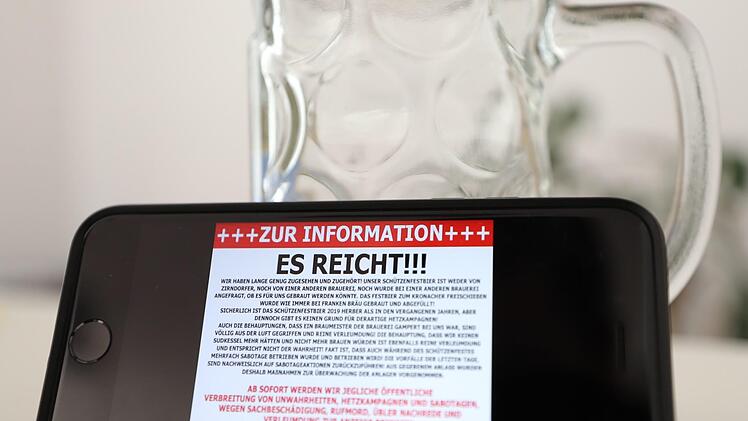 +++ZUR INFORMATION+++
ES REICHT!!!
WIR HABEN LANGE GENUG ZUGESEHEN UND ZUGEHÖRT! UNSER SCHÜTZENFESTBIER IST WEDER VON
ZIRNDORFER, NOCH VON EINER ANDEREN BRAUEREI, NOCH WURDE BEI EINER ANDEREN BRAUEREI
ANGEFRAGT, OB ES FÜR UNS GEBRAUT WERDEN KÖNNTE. DAS FESTBIER ZUM KRONACHER FREISCHIEßEN
WURDE WIE IMMER BEI FRANKEN BRÄU GEBRAUT UND ABGEFÜLLT!
SICHERLICH IST DAS SCHÜTZENFESTBIER 2019 HERBER ALS IN DEN VERGANGENEN JAHREN, ABER
DENNOCH GIBT ES KEINEN GRUND FÜR DERARTIGE HETZKAMPAGNEN!
AUCH DIE BEHAUPTUNGEN, DASS EIN BRAUMEISTER DER BRAUEREI GAMPERT BEI UNS WAR, SIND
VÖLLIG AUS DER LUFT GEGRIFFEN UND REINE VERLEUMDUNG! DIE BEHAUPTUNG, DASS WIR KEINEN
SUDKESSEL MEHR HÄTTEN UND NICHT MEHR BRAUEN WÜRDEN IST EBENFALLS REINE VERLEUMDUNG
UND ENTSPRICHT NICHT DER WAHRHEIT! FAKT IST, DASS AUCH WÄHREND DES SCHÜTZENFESTES
MEHRFACH SABOTAGE BETRIEBEN WURDE UND BETRIEBEN WIRD! DIE VORFÄLLE DER LETZTEN TAGE,
SIND NACHWEISLICH AUF SABOTAGEAKTIONEN ZURÜCKZUFÜHREN! AUS GEGEBENEM ANLASS WURDEN
DESHALB MAßNAHMEN ZUR ÜBERWACHUNG DER ANLAGEN VORGENOMMEN.
AB SOFORT WERDEN WIR JEGLICHE ÖFFENTLICHE
VERBREITUNG VON UNWAHRHEITEN, HETZKAMPAGNEN UND SABOTAGEN,
WEGEN SACHBESCHÄDIGUNG, RUFMORD, ÜBLER NACHREDE UND
VERLEUMDUNG ZUR